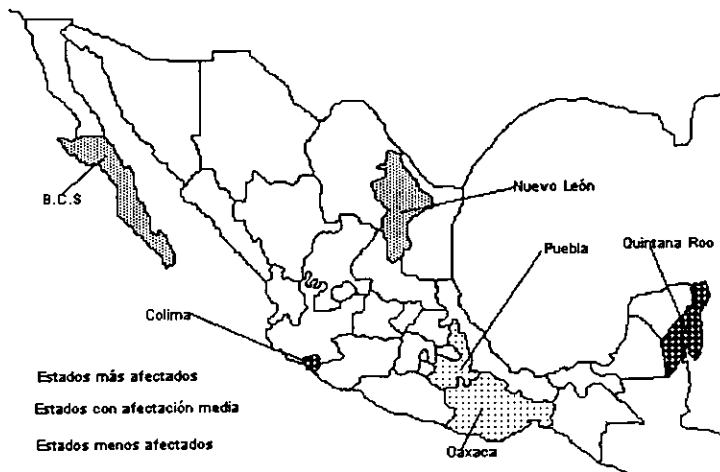 Nuevo León
B.C.S
Puebla
Quintana Roo
Colima
Estados más afectados
Estados con afectación media
Estados menos afectados
Oaxaca